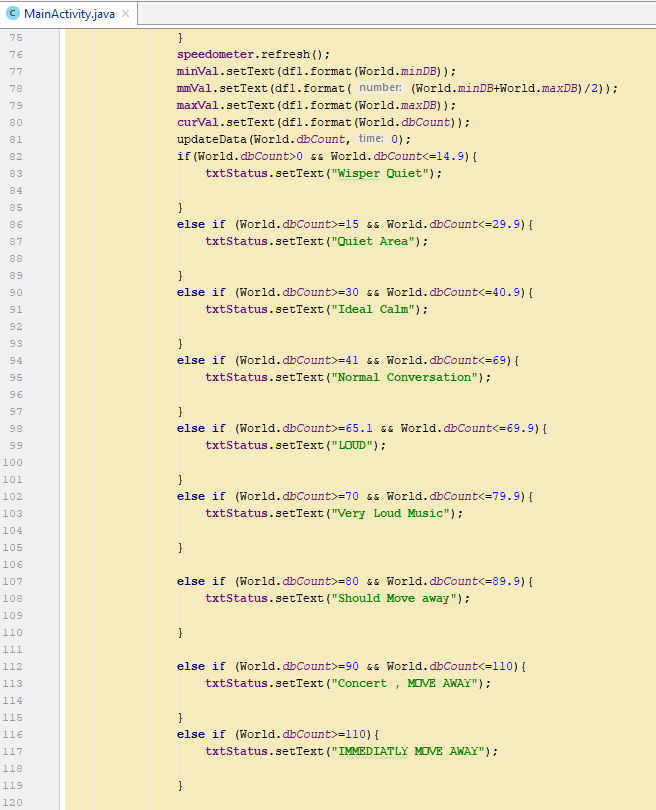 MainActivity.java
75 }
76 speedometer.refresh();
77 minVal.setText(df1.format(World.minDB));
78 mmVal.setText(df1.format( number: (World.minDB+World.maxDB)/2));
79 maxVal.setText(df1.format(World.maxDB));
80 curVal.setText(df1.format(World.dbCount));
81 updateData(World.dbCount, time: 0);
82 if(World.dbCount>0 && World.dbCount<=14.9){
83 txtStatus.setText("Wisper Quiet");
84
85 }
86 else if (World.dbCount>=15 && World.dbCount<=29.9){
87 txtStatus.setText("Quiet Area");
88
89 }
90 else if (World.dbCount>=30 && World.dbCount<=40.9){
91 txtStatus.setText("Ideal Calm");
92
93 }
94 else if (World.dbCount>=41 && World.dbCount<=69){
95 txtStatus.setText("Normal Conversation");
96
97 }
98 else if (World.dbCount>=65.1 && World.dbCount<=69.9){
99 txtStatus.setText("LOUD");
100
101 }
102 else if (World.dbCount>=70 && World.dbCount<=79.9){
103 txtStatus.setText("Very Loud Music");
104
105 }
106
107 else if (World.dbCount>=80 && World.dbCount<=89.9){
108 txtStatus.setText("Should Move away");
109
110 }
111
112 else if (World.dbCount>=90 && World.dbCount<=110){
113 txtStatus.setText("Concert , MOVE AWAY");
114
115 }
116 else if (World.dbCount>=110){
117 txtStatus.setText("IMMEDIATLY MOVE AWAY");
118
119 }
120